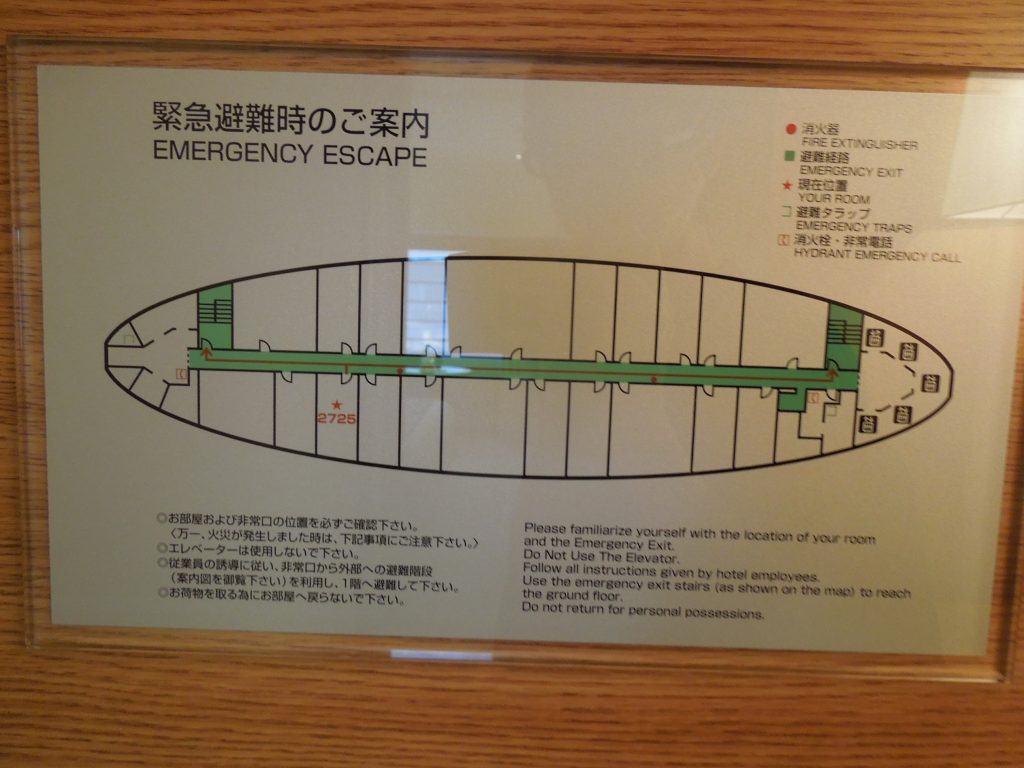 緊急避難時のご案内
EMERGENCY ESCAPE
消火器
FIRE EXTINGUISHER
避難経路
EMERGENCY EXIT
現在位置
YOUR ROOM
避難タラップ
EMERGENCY TRAPS
消火栓・非常電話
HYDRANT EMERGENCY CALL
2725
◎お部屋および非常口の位置を必ずご確認下さい。
〈万一、火災が発生しました時は、下記事項にご注意下さい。〉
◎エレベーターは使用しないで下さい。
◎従業員の誘導に従い、非常口から外部への避難階段
（案内図を御覧下さい）を利用し、1階へ避難して下さい。
◎お荷物を取る為にお部屋へ戻らないで下さい。
Please familiarize yourself with the location of your room
and the Emergency Exit.
Do Not Use The Elevator.
Follow all instructions given by hotel employees.
Use the emergency exit stairs (as shown on the map) to reach
the ground floor.
Do not return for personal possessions.